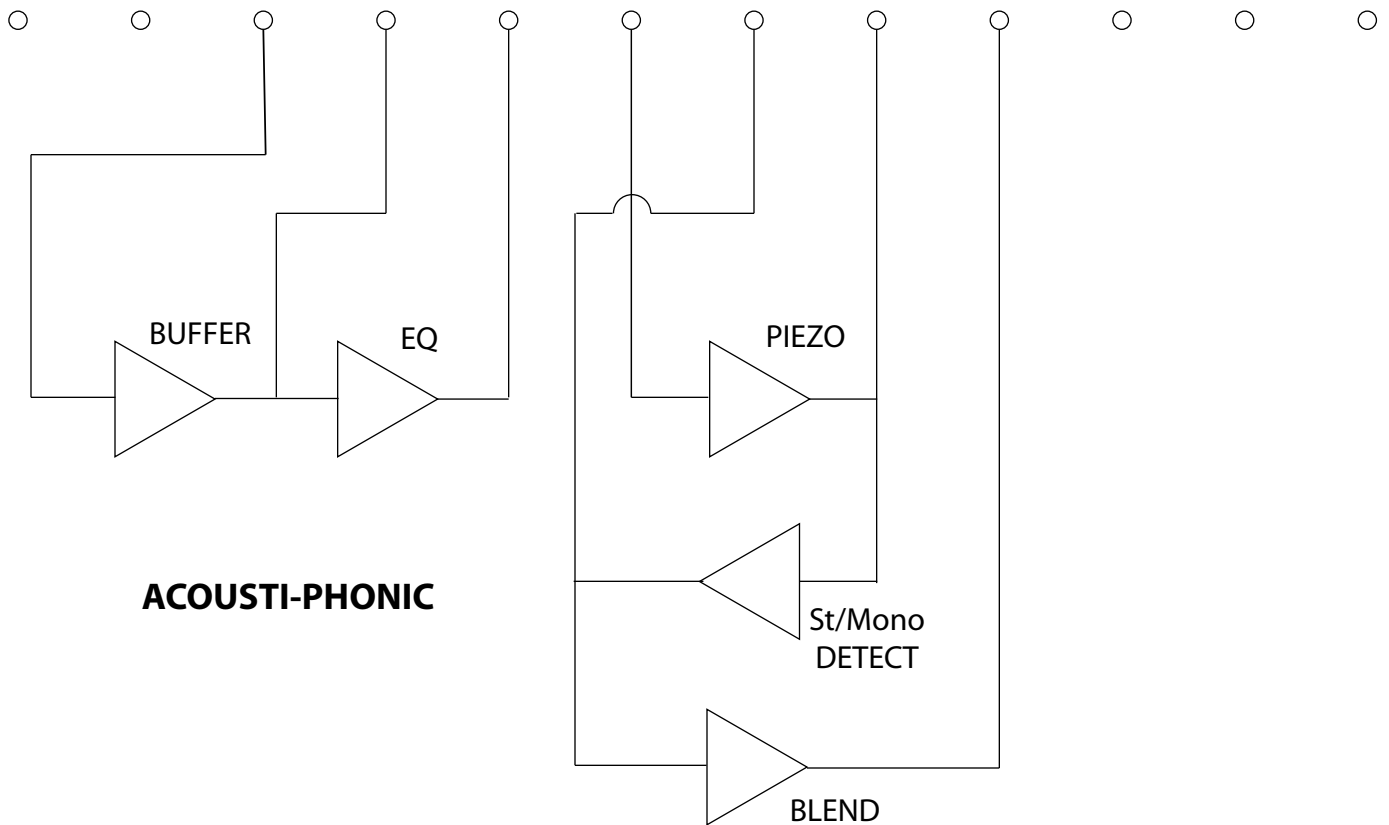 BUFFER
EQ
PIEZO
ACOUSTI-PHONIC
St/Mono
DETECT
BLEND